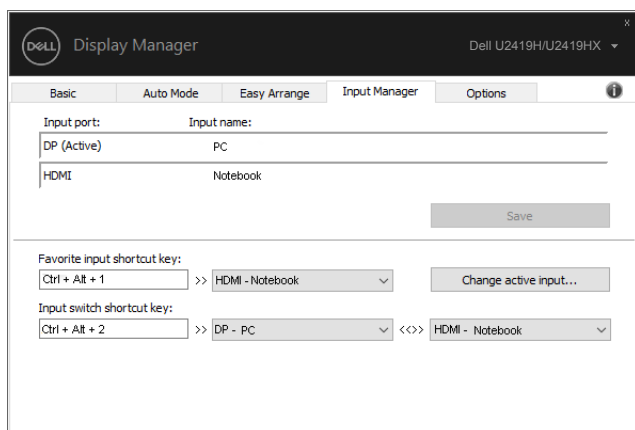 x
DELL Display Manager Dell U2419H/U2419HX
Basic Auto Mode Easy Arrange Input Manager Options i
Input port: Input name:
DP (Active) PC
HDMI Notebook
Save
Favorite input shortcut key:
Ctrl + Alt + 1 >> HDMI - Notebook Change active input...
Input switch shortcut key:
Ctrl + Alt + 2 >> DP - PC <<>> HDMI - Notebook